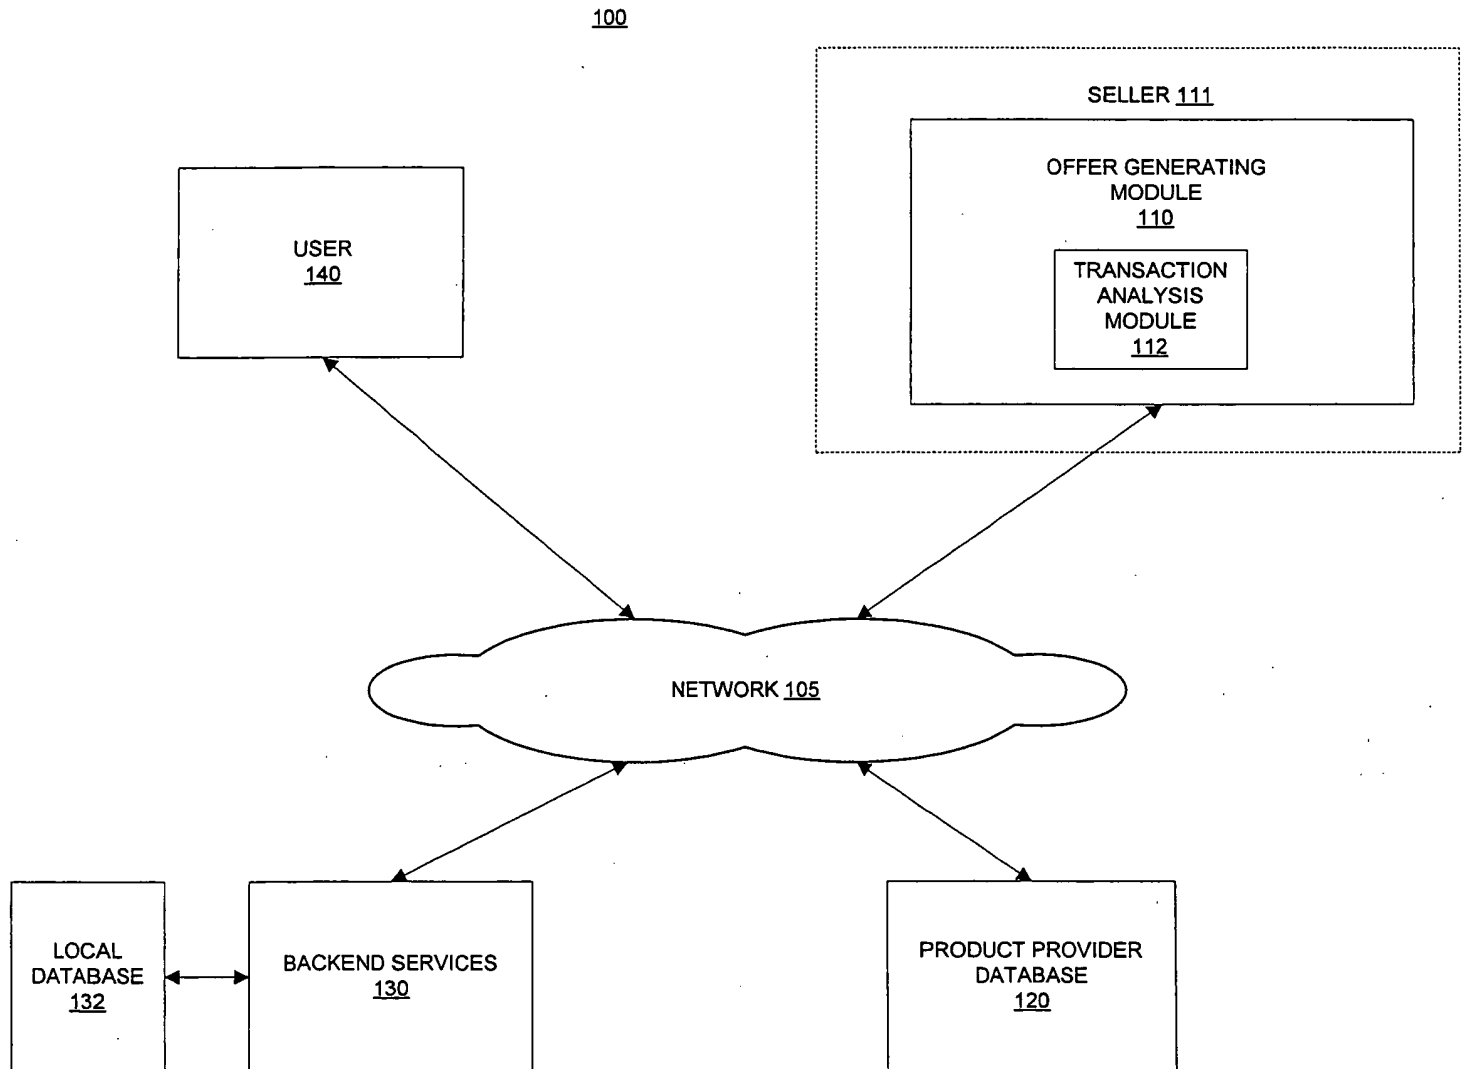 100
SELLER 111
OFFER GENERATING
MODULE
110
TRANSACTION
ANALYSIS
MODULE
112
USER
140
NETWORK 105
LOCAL
DATABASE
132
BACKEND SERVICES
130
PRODUCT PROVIDER
DATABASE
120